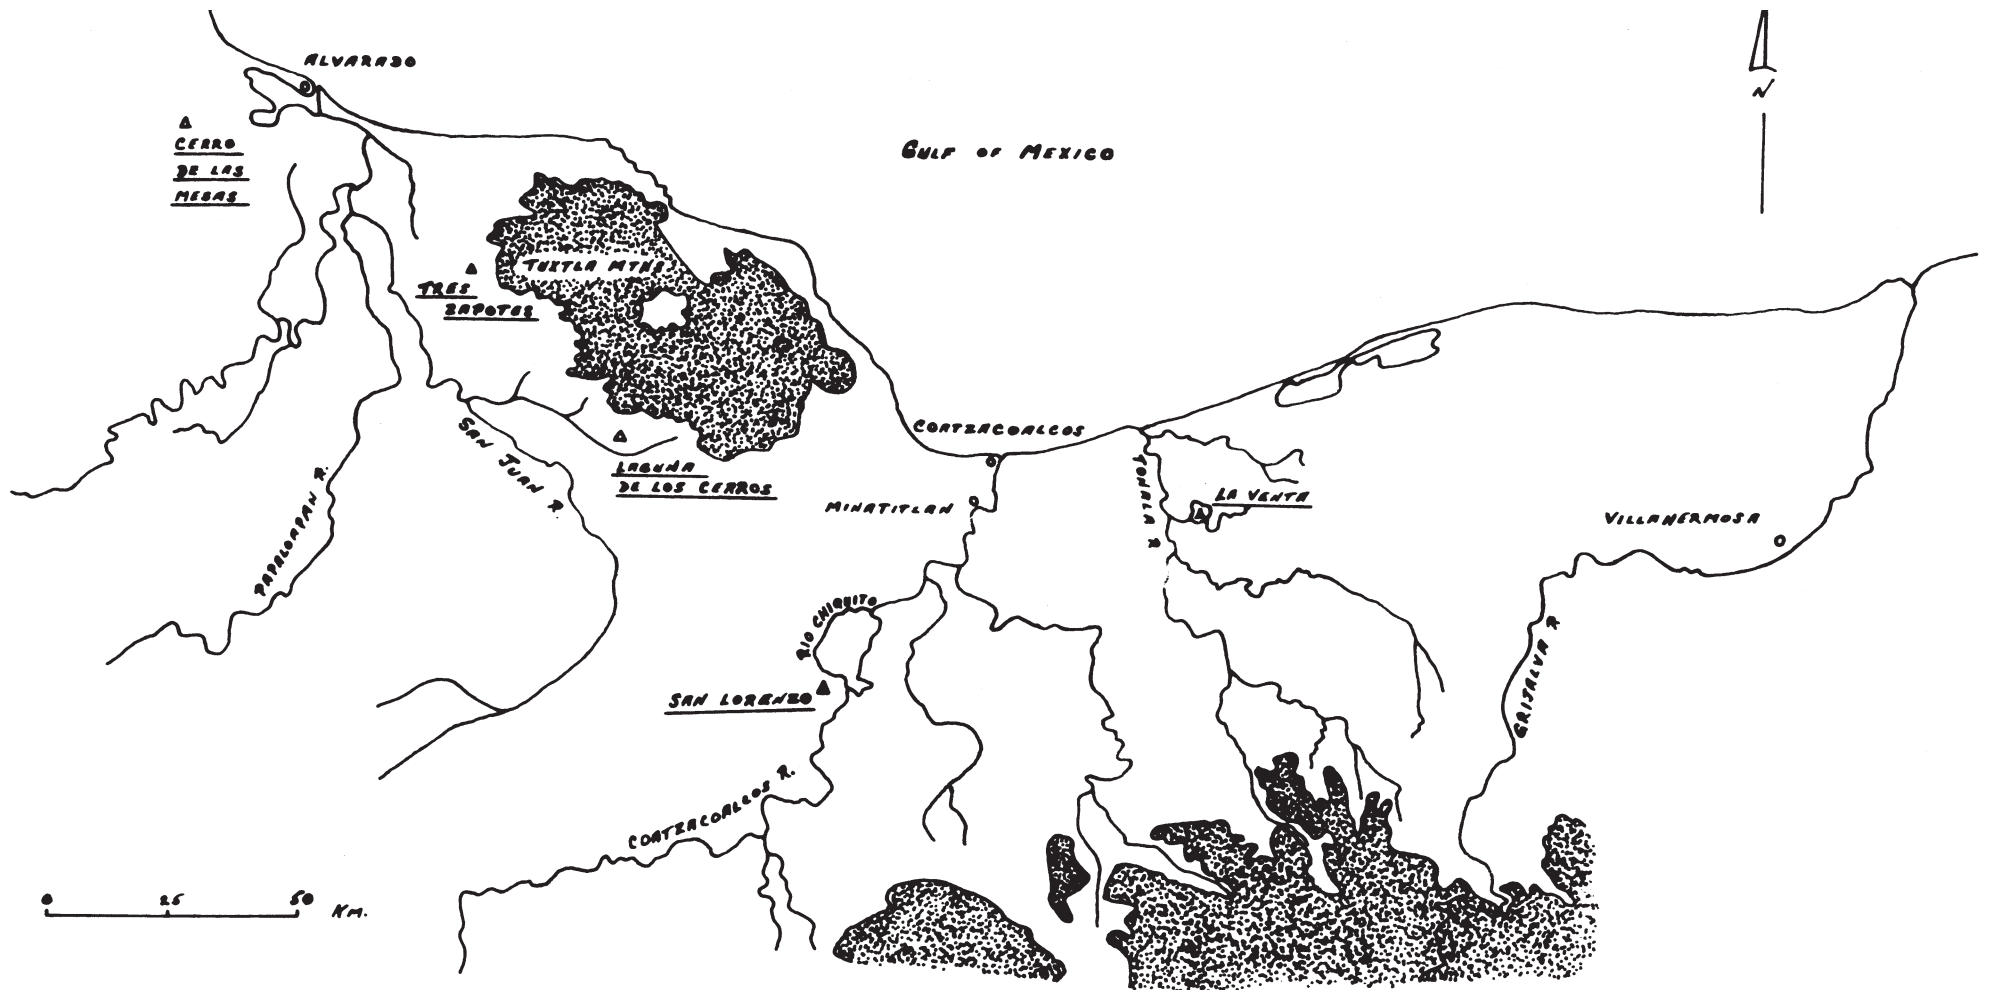 ALVARADO
N
CERRO
DE LAS
MESAS
GULF OF MEXICO
TUXTLA MTNS
TRES
ZAPOTES
COATZACOALCOS
SAN JUAN R.
LAGUNA
DE LOS CERROS
TONALA R
LA VENTA
MINATITLAN
VILLAHERMOSA
PAPALOAPAN R.
RIO CHIQUITO
GRIJALVA R
SAN LORENZO
COATZACOALCOS R.
0 25 50 KM.